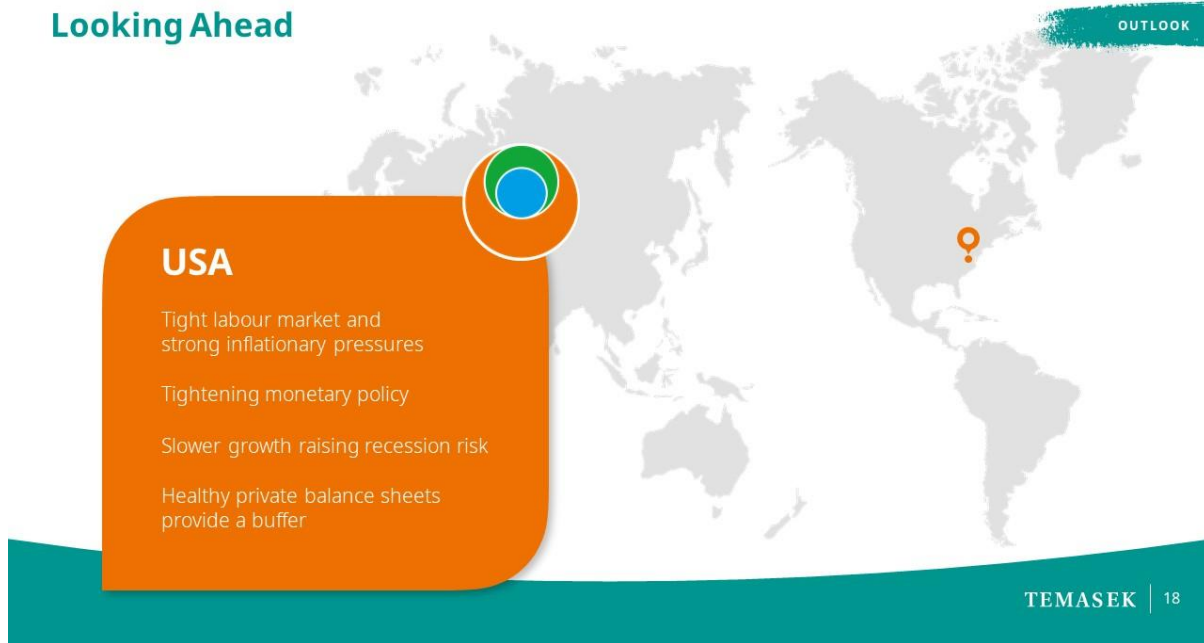 Looking Ahead
OUTLOOK
USA
Tight labour market and
strong inflationary pressures
Tightening monetary policy
Slower growth raising recession risk
Healthy private balance sheets
provide a buffer
TEMASEK
18